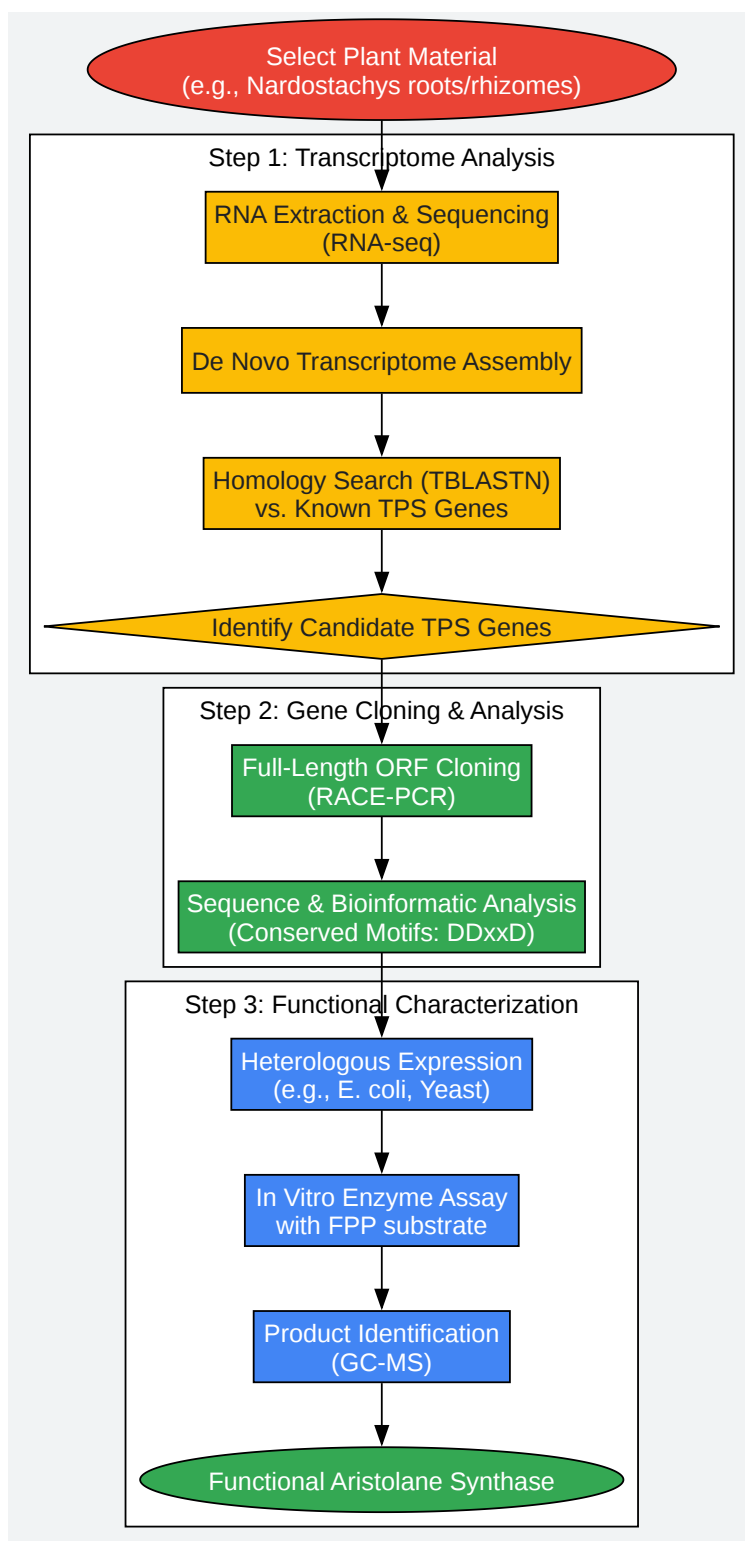 Select Plant Material
(e.g., Nardostachys roots/rhizomes)
Step 1: Transcriptome Analysis
RNA Extraction & Sequencing
(RNA-seq)
De Novo Transcriptome Assembly
Homology Search (TBLASTN)
vs. Known TPS Genes
Identify Candidate TPS Genes
Step 2: Gene Cloning & Analysis
Full-Length ORF Cloning
(RACE-PCR)
Sequence & Bioinformatic Analysis
(Conserved Motifs: DDxxD)
Step 3: Functional Characterization
Heterologous Expression
(e.g., E. coli, Yeast)
In Vitro Enzyme Assay
with FPP substrate
Product Identification
(GC-MS)
Functional Aristolane Synthase